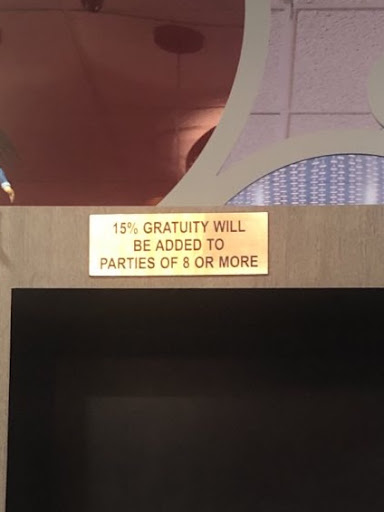 15% GRATUITY WILL
BE ADDED TO
PARTIES OF 8 OR MORE